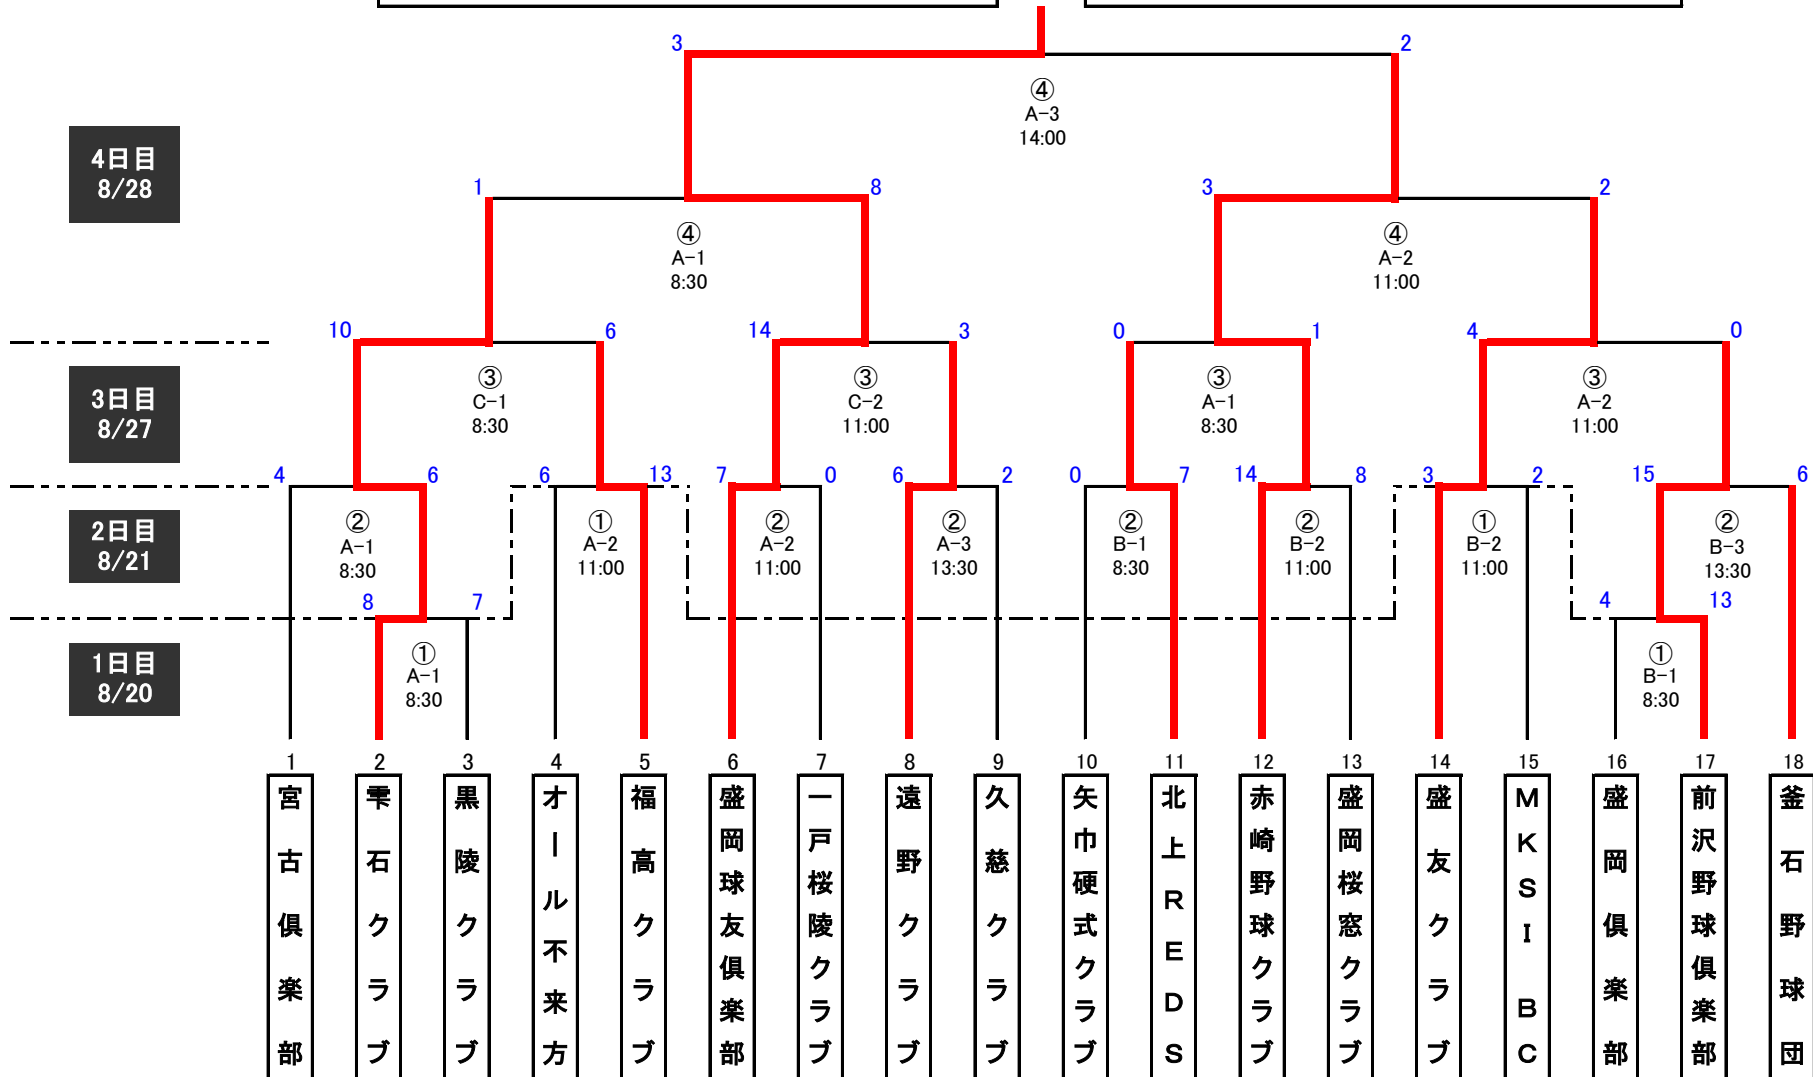 3 2
④
A-3
14:00
4日目
8/28
1 8 3 2
④ ④
A-1 A-2
8:30 11:00
10 6 14 3 0 1 4 0
3日目
8/27
③ ③ ③ ③
C-1 C-2 A-1 A-2
8:30 11:00 8:30 11:00
4 6 6 13 7 0 6 2 0 7 14 8 3 2 15 6
2日目
8/21
② ① ② ② ② ② ① ②
A-1 A-2 A-2 A-3 B-1 B-2 B-2 B-3
8:30 11:00 11:00 13:30 8:30 11:00 11:00 13:30
8 7 4 13
1日目
8/20
① ①
A-1 B-1
8:30 8:30
1 2 3 4 5 6 7 8 9 10 11 12 13 14 15 16 17 18
宮古倶楽部
雫石クラブ
黒陵クラブ
オール不来方
福高クラブ
盛岡球友倶楽部
一戸桜陵クラブ
遠野クラブ
久慈クラブ
矢巾硬式クラブ
北上REDS
赤崎野球クラブ
盛岡桜窓クラブ
盛友クラブ
MKSI BC
盛岡倶楽部
前沢野球倶楽部
釜石野球団